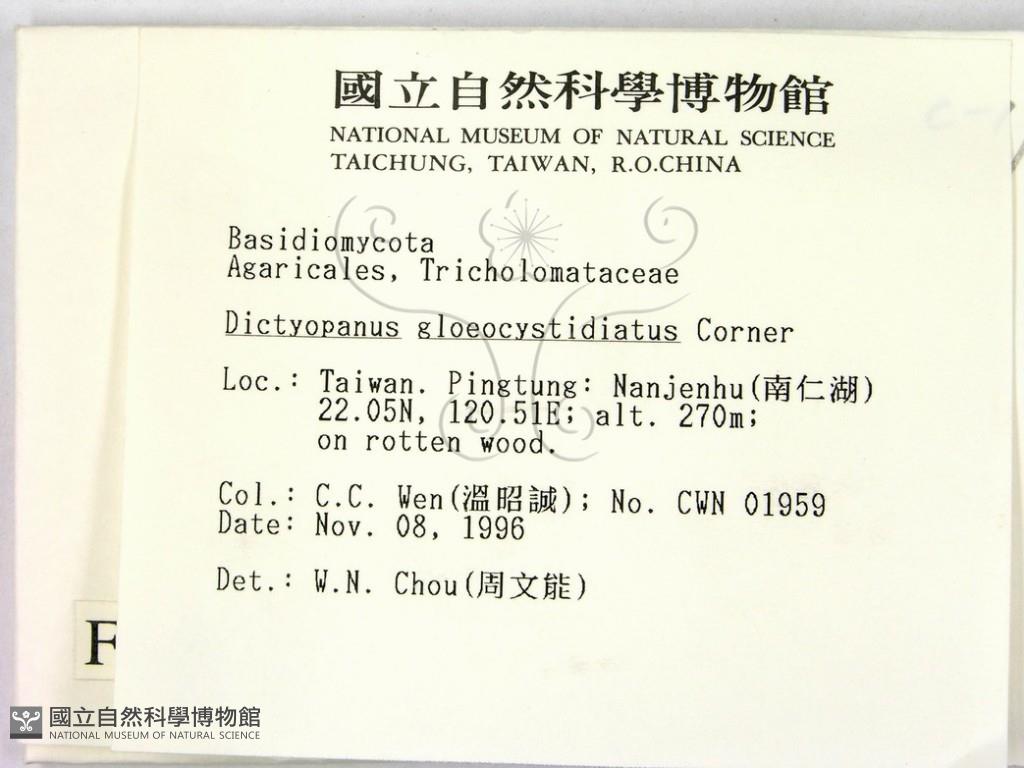 國立自然科學博物館
NATIONAL MUSEUM OF NATURAL SCIENCE
TAICHUNG, TAIWAN, R.O.CHINA
Basidiomycota
Agaricales, Tricholomataceae
Dictyopanus gloeocystidiatus Corner
Loc.: Taiwan. Pingtung: Nanjenhu(南仁湖)
22.05N, 120.51E; alt. 270m;
on rotten wood.
Col.: C.C. Wen(溫昭誠); No. CWN 01959
Date: Nov. 08, 1996
Det.: W.N. Chou(周文能)
F
國立自然科學博物館
NATIONAL MUSEUM OF NATURAL SCIENCE